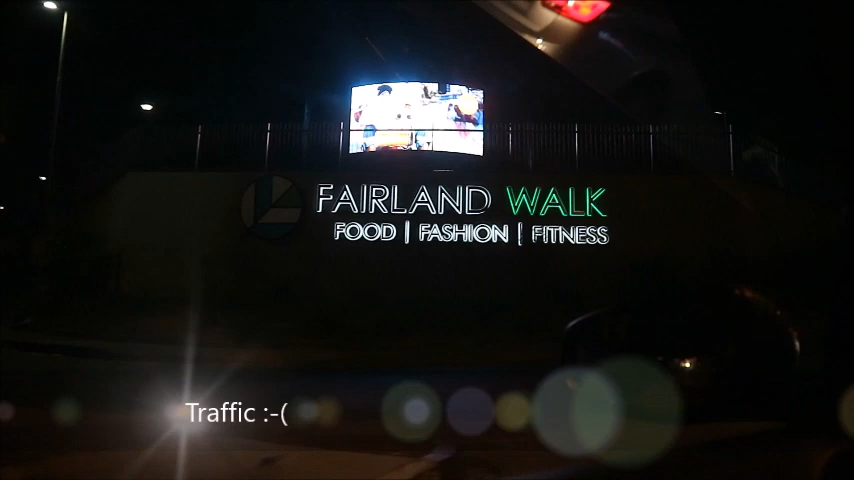 FAIRLAND WALK
FOOD | FASHION | FITNESS
Traffic :-(